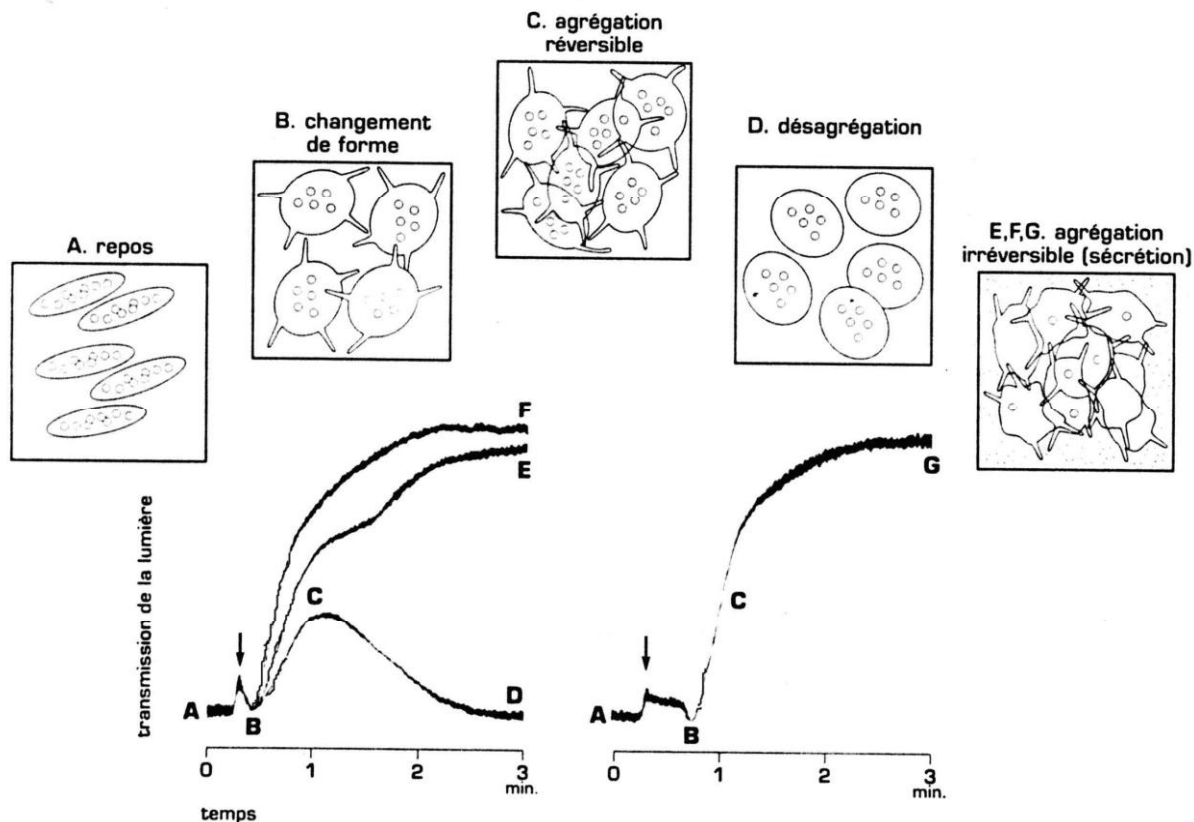 C. agrégation
réversible
B. changement
de forme
D. désagrégation
A. repos
E,F,G. agrégation
irréversible (sécrétion)
transmission de la lumière
F
E
C
A
B
D
0
1
2
3
min.
temps
G
C
A
B
0
1
2
3
min.